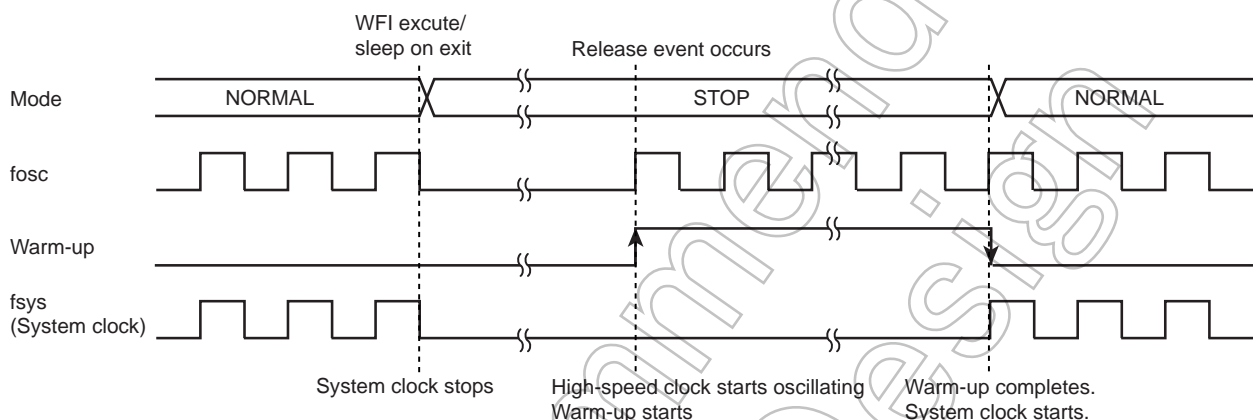 WFI excute/
sleep on exit
Release event occurs
Mode
NORMAL
STOP
NORMAL
fosc
Warm-up
fsys
(System clock)
System clock stops
High-speed clock starts oscillating
Warm-up starts
Warm-up completes.
System clock starts.